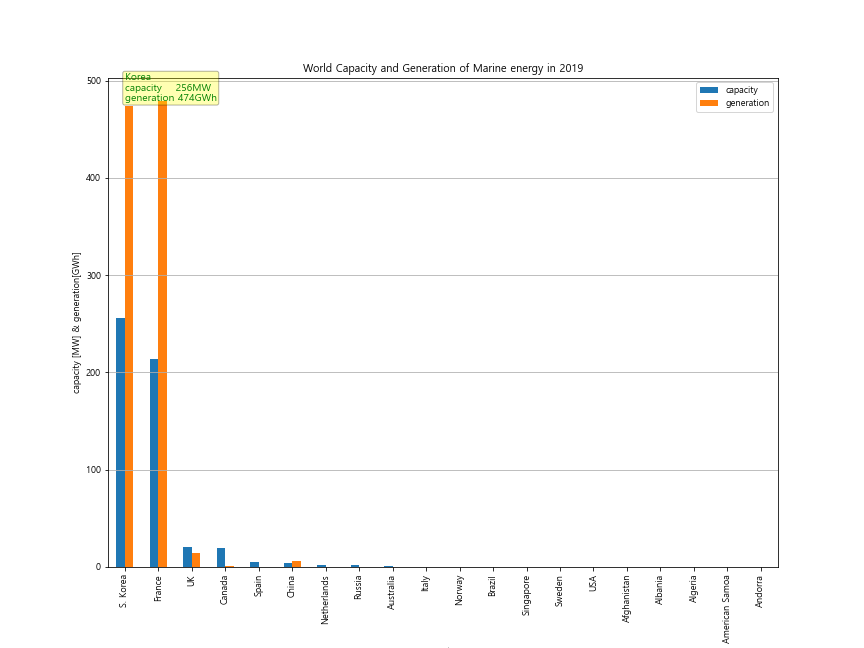 World Capacity and Generation of Marine energy in 2019
Korea
capacity 256MW
generation 474GWh
capacity
generation
500
400
300
200
100
0
capacity [MW] & generation[GWh]
S. Korea
France
UK
Canada
Spain
China
Netherlands
Russia
Australia
Italy
Norway
Brazil
Singapore
Sweden
USA
Afghanistan
Albania
Algeria
American Samoa
Andorra